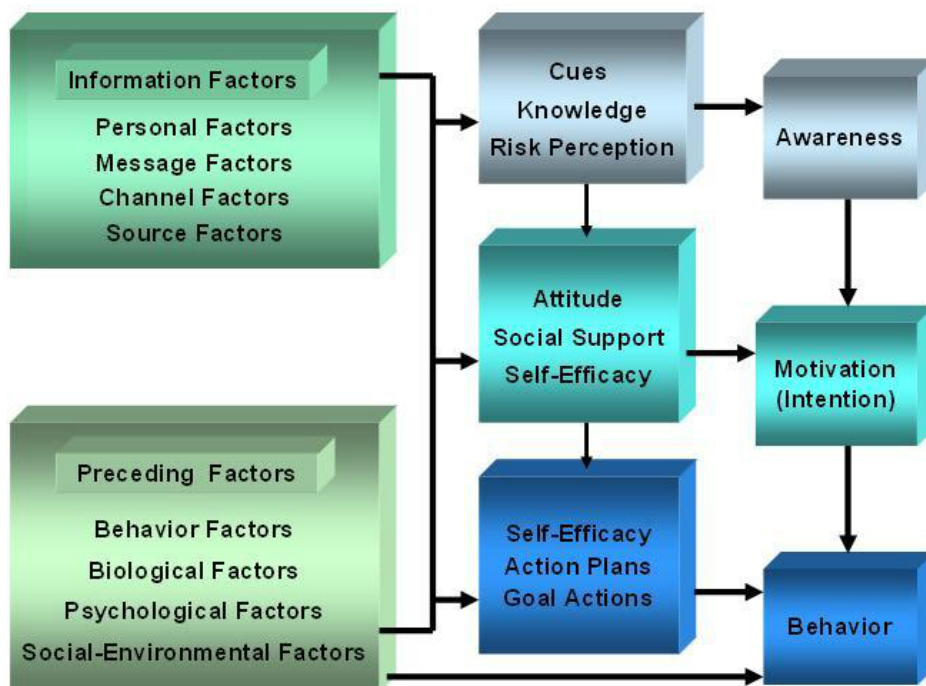 Information Factors
Personal Factors
Message Factors
Channel Factors
Source Factors
Cues
Knowledge
Risk Perception
Awareness
Attitude
Social Support
Self-Efficacy
Motivation
(Intention)
Preceding Factors
Behavior Factors
Biological Factors
Psychological Factors
Social-Environmental Factors
Self-Efficacy
Action Plans
Goal Actions
Behavior